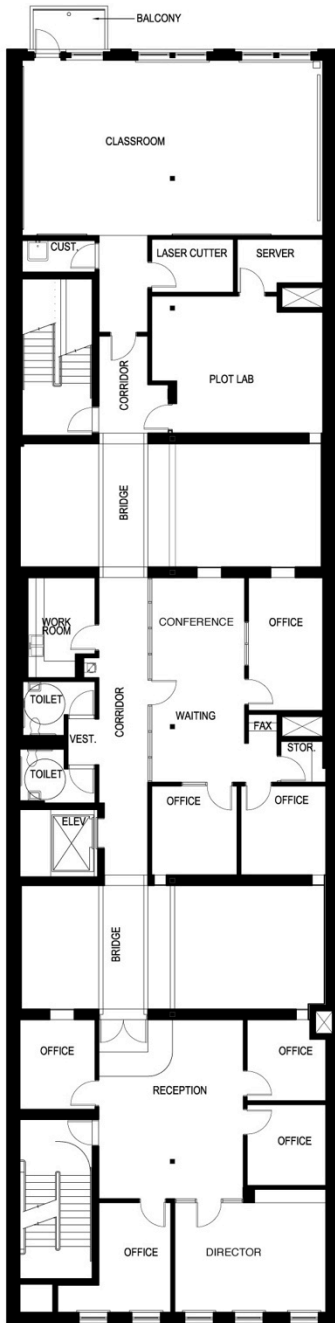 BALCONY
CLASSROOM
CUST.
LASER CUTTER
SERVER
PLOT LAB
CORRIDOR
BRIDGE
WORK
ROOM
CONFERENCE
OFFICE
TOILET
CORRIDOR
WAITING
FAX
VEST.
STOR.
TOILET
OFFICE
OFFICE
ELEV
BRIDGE
OFFICE
OFFICE
RECEPTION
OFFICE
OFFICE
DIRECTOR